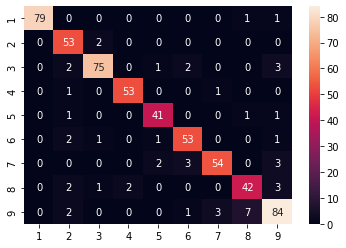 79 0 0 0 0 0 0 1 1 1
0 53 2 0 0 0 0 0 0 2
0 2 75 0 1 2 0 0 3 3
0 1 0 53 0 0 1 0 0 4
0 1 0 0 41 0 0 1 1 5
0 2 1 0 1 53 0 0 1 6
0 0 0 0 2 3 54 0 3 7
0 2 1 2 0 0 0 42 3 8
0 2 0 0 0 1 3 7 84 9
1 2 3 4 5 6 7 8 9
80
70
60
50
40
30
20
10
0